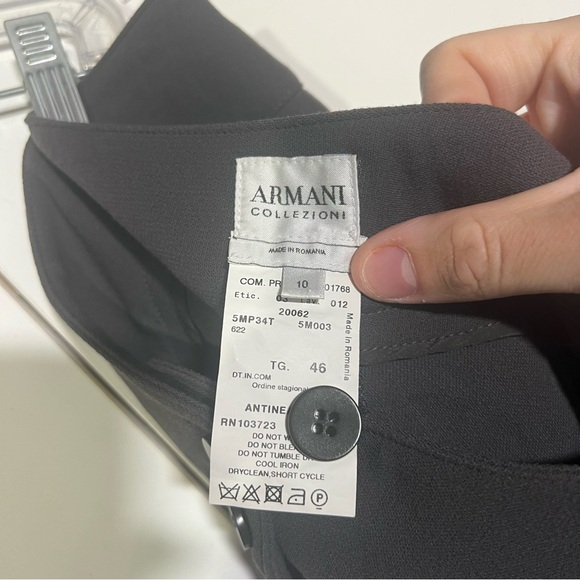 ARMANI
COLLEZIONI
MADE IN ROMANIA
10
COM. PR 01768
Etic. 012
20062
5MP34T 5M003
622
Made in Romania
TG. 46
DT.IN.COM
Ordine stagional
ANTINE
RN103723
DO NOT W
DO NOT BLE
DO NOT TUMBLE D
COOL IRON
DRYCLEAN,SHORT CYCLE
P